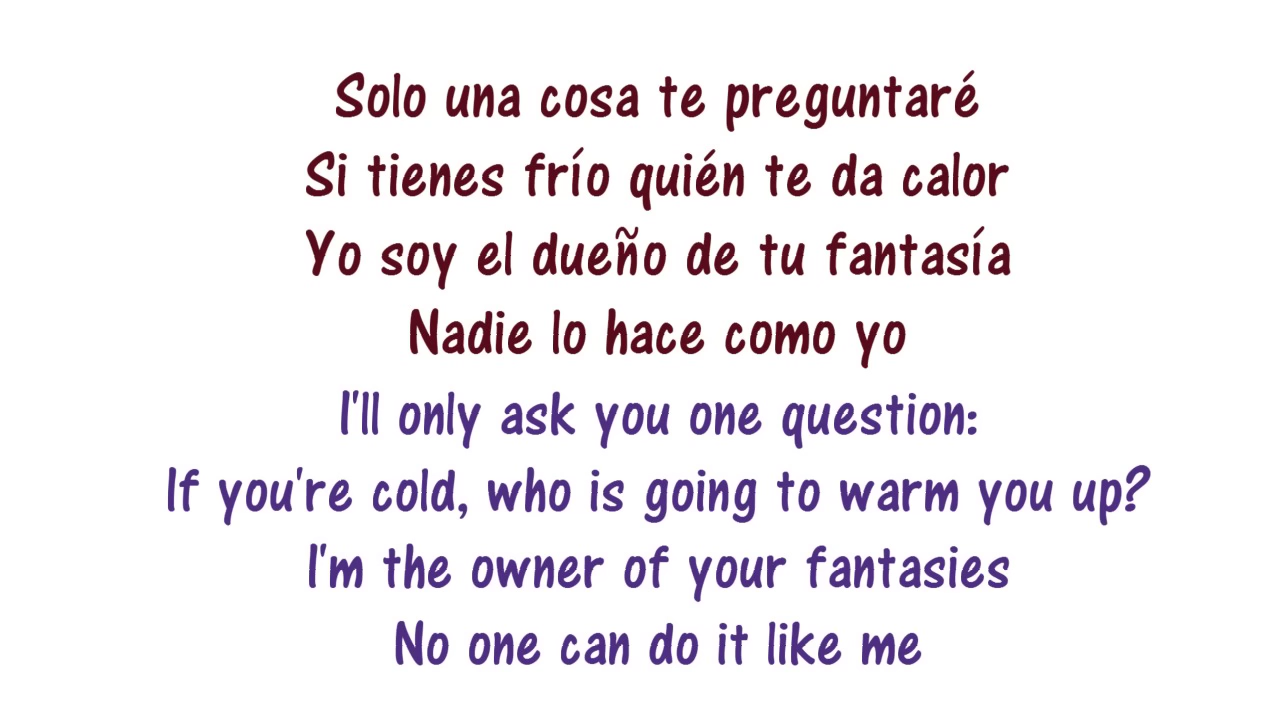 Solo una cosa te preguntaré
Si tienes frío quién te da calor
Yo soy el dueño de tu fantasía
Nadie lo hace como yo
I'll only ask you one question:
If you're cold, who is going to warm you up?
I'm the owner of your fantasies
No one can do it like me